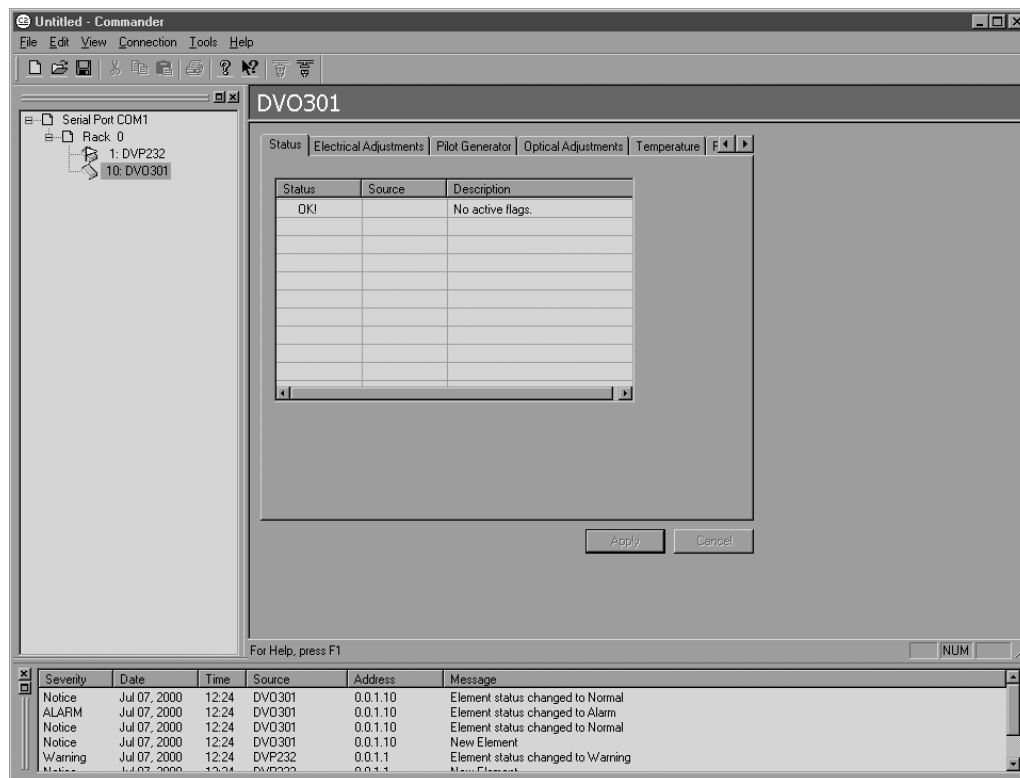 Untitled - Commander
File Edit View Connection Tools Help
Serial Port COM1
Rack 0
1: DVP232
10: DVO301
DVO301
Status Electrical Adjustments Pilot Generator Optical Adjustments Temperature
Status Source Description
OK! No active flags.
Apply Cancel
For Help, press F1
NUM
Severity Date Time Source Address Message
Notice Jul 07, 2000 12:24 DVO301 0.0.1.10 Element status changed to Normal
ALARM Jul 07, 2000 12:24 DVO301 0.0.1.10 Element status changed to Alarm
Notice Jul 07, 2000 12:24 DVO301 0.0.1.10 Element status changed to Normal
Notice Jul 07, 2000 12:24 DVO301 0.0.1.10 New Element
Warning Jul 07, 2000 12:24 DVP232 0.0.1.1 Element status changed to Warning